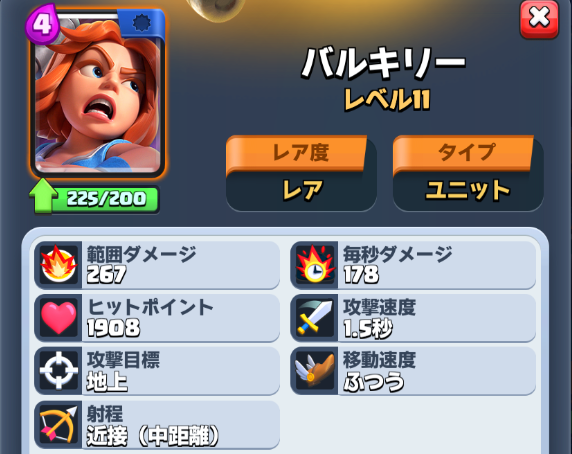 4
バルキリー
レベル11
レア度
タイプ
レア
ユニット
225/200
範囲ダメージ
267
毎秒ダメージ
178
ヒットポイント
1908
攻撃速度
1.5秒
攻撃目標
地上
移動速度
ふつう
射程
近接（中距離）